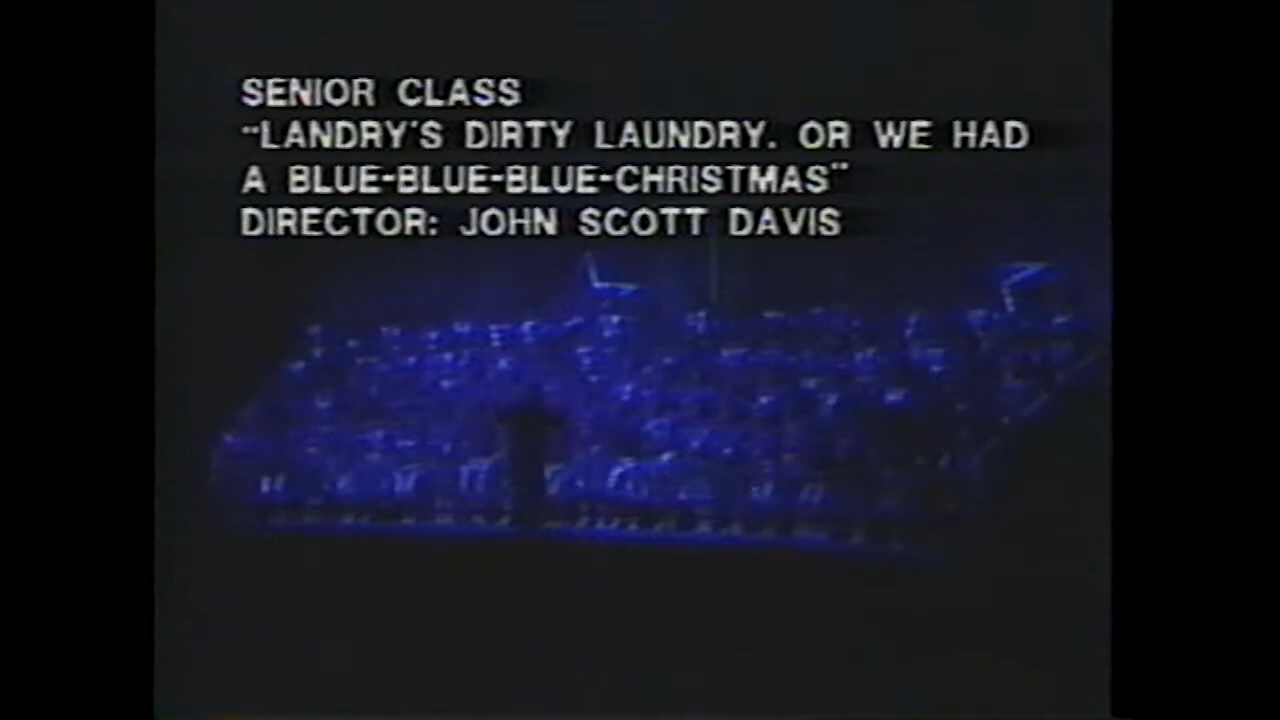 SENIOR CLASS
"LANDRY'S DIRTY LAUNDRY. OR WE HAD
A BLUE-BLUE-BLUE-CHRISTMAS"
DIRECTOR: JOHN SCOTT DAVIS